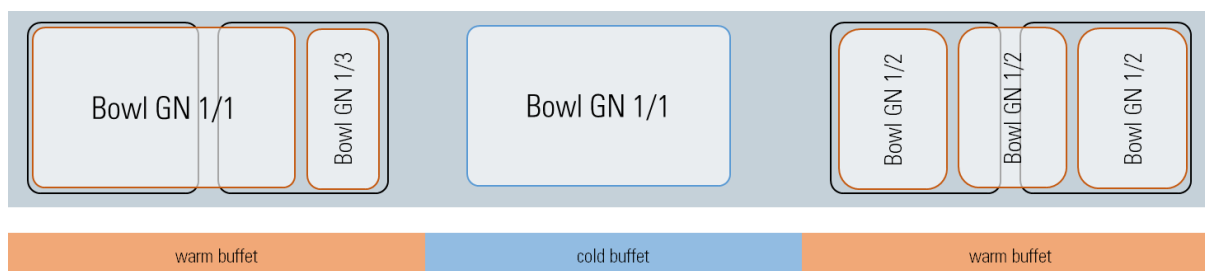 Bowl GN 1/1
Bowl GN 1/3
Bowl GN 1/1
Bowl GN 1/2
Bowl GN 1/2
Bowl GN 1/2
warm buffet
cold buffet
warm buffet